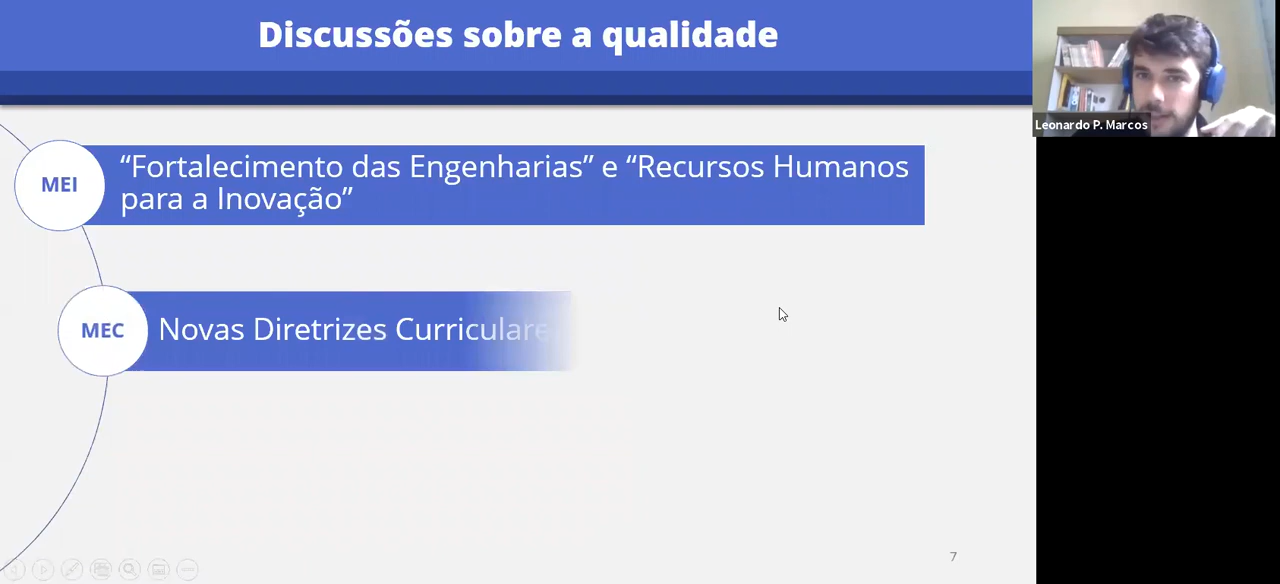 Discussões sobre a qualidade
Leonardo P. Marcos
MEI
“Fortalecimento das Engenharias” e “Recursos Humanos
para a Inovação”
MEC
Novas Diretrizes Curriculare
7